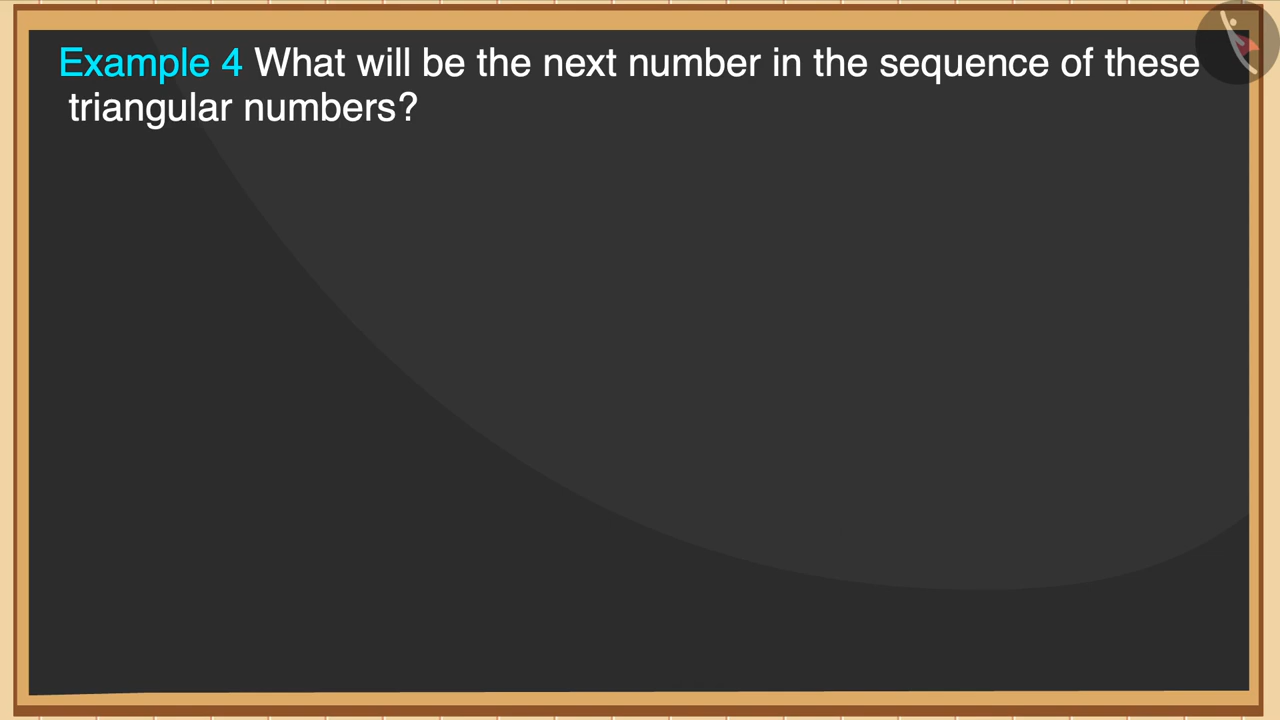 Example 4 What will be the next number in the sequence of these
triangular numbers?